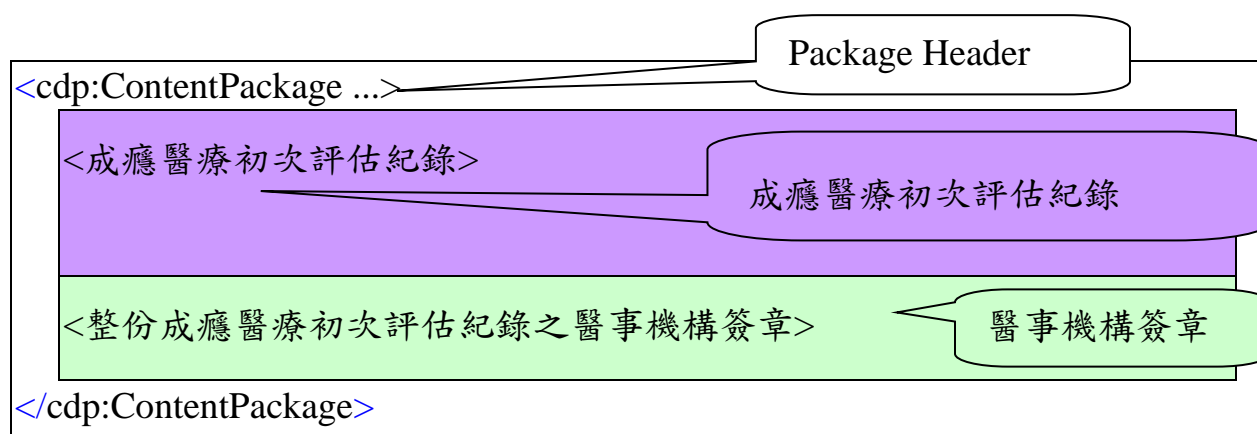 Package Header
<cdp:ContentPackage ...>
<成癮醫療初次評估紀錄>
成癮醫療初次評估紀錄
<整份成癮醫療初次評估紀錄之醫事機構簽章>
醫事機構簽章
</cdp:ContentPackage>